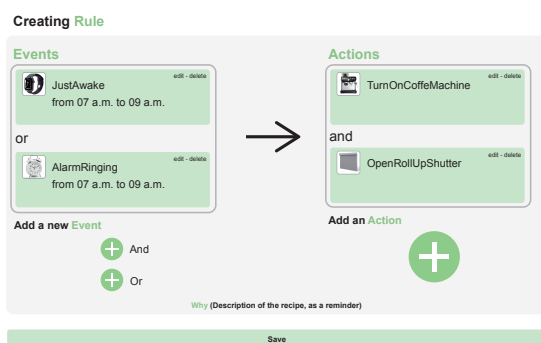 Creating Rule
Events
edit - delete
JustAwake
from 07 a.m. to 09 a.m.
or
edit - delete
AlarmRinging
from 07 a.m. to 09 a.m.
Add a new Event
And
Or
Actions
edit - delete
TurnOnCoffeMachine
and
edit - delete
OpenRollUpShutter
Add an Action
Why (Description of the recipe, as a reminder)
Save